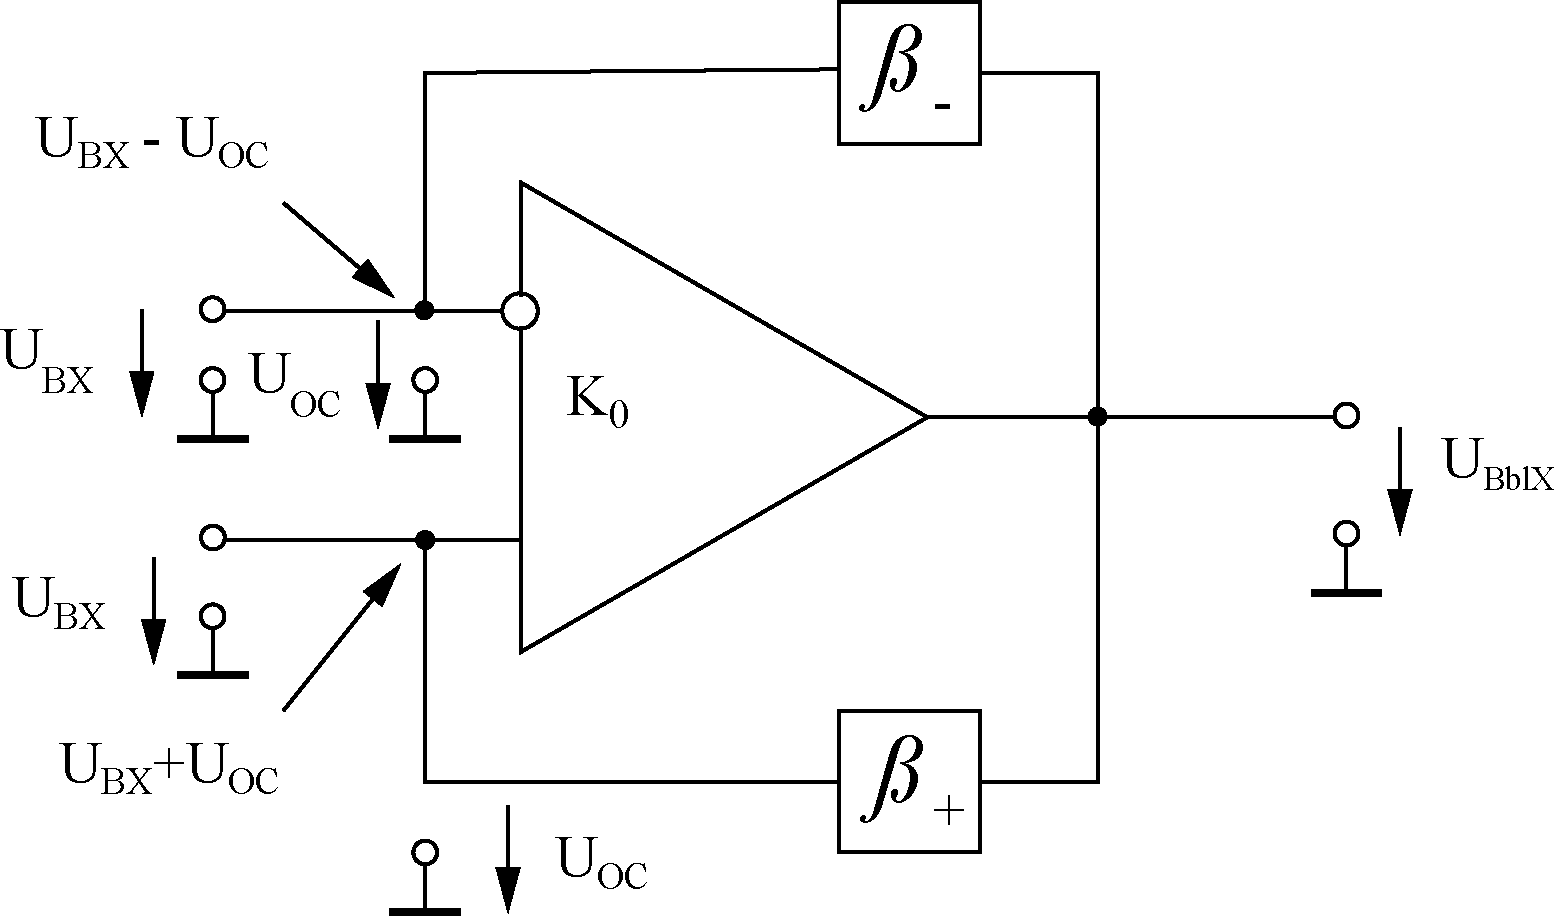 β-
UBX - UOC
UBX
UOC
K0
UBblX
UBX
UBX+UOC
β+
UOC